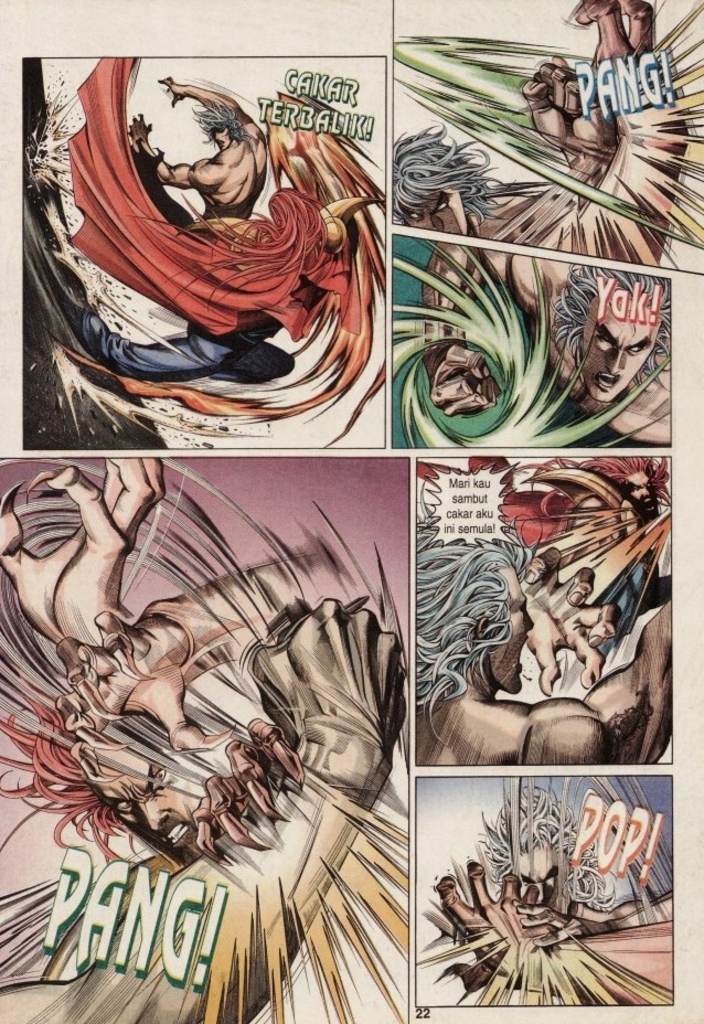 CAKAR
TERBALIK!
PANG!
YaK!
PANG!
Mari kau
sambut
cakar aku
ini semula!
POP!
22